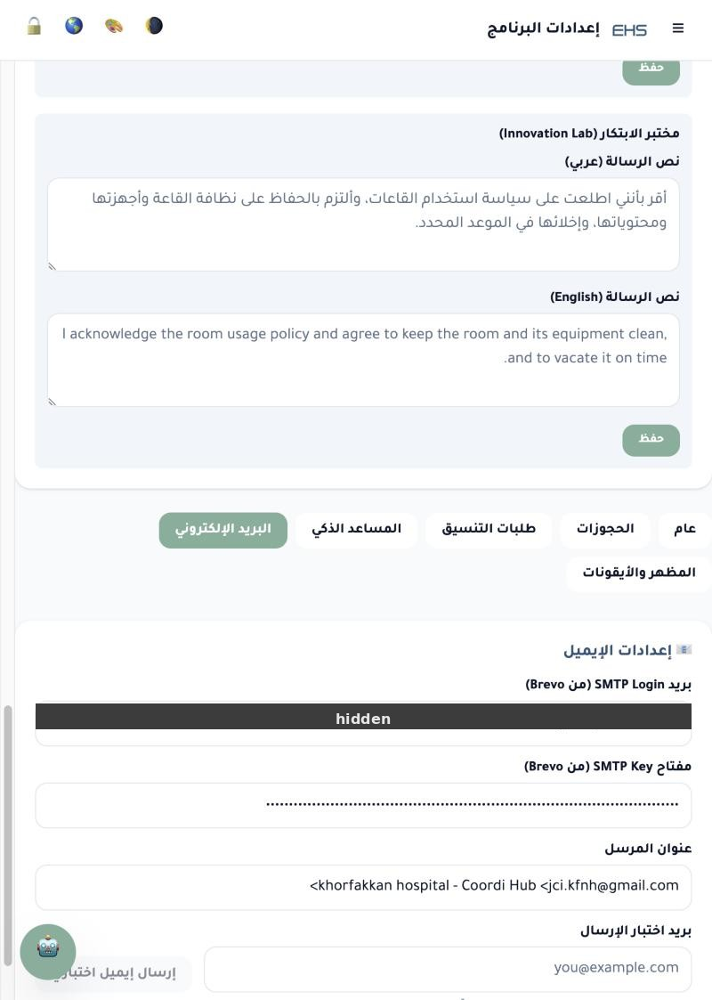 ≡ EHS إعدادات البرنامج
حفظ
مختبر الابتكار (Innovation Lab)
نص الرسالة (عربي)
أقر بأنني اطلعت على سياسة استخدام القاعات، وألتزم بالحفاظ على نظافة القاعة وأجهزتها
ومحتوياتها، وإخلائها في الموعد المحدد.
نص الرسالة (English)
I acknowledge the room usage policy and agree to keep the room and its equipment clean,
.and to vacate it on time
حفظ
عام الحجوزات طلبات التنسيق المساعد الذكي البريد الإلكتروني
المظهر والأيقونات
📧 إعدادات الإيميل
بريد SMTP Login (من Brevo)
hidden
مفتاح SMTP Key (من Brevo)
عنوان المرسل
<khorfakkan hospital - Coordi Hub <jci.kfnh@gmail.com
بريد اختبار الإرسال
you@example.com
إرسال إيميل اختباري